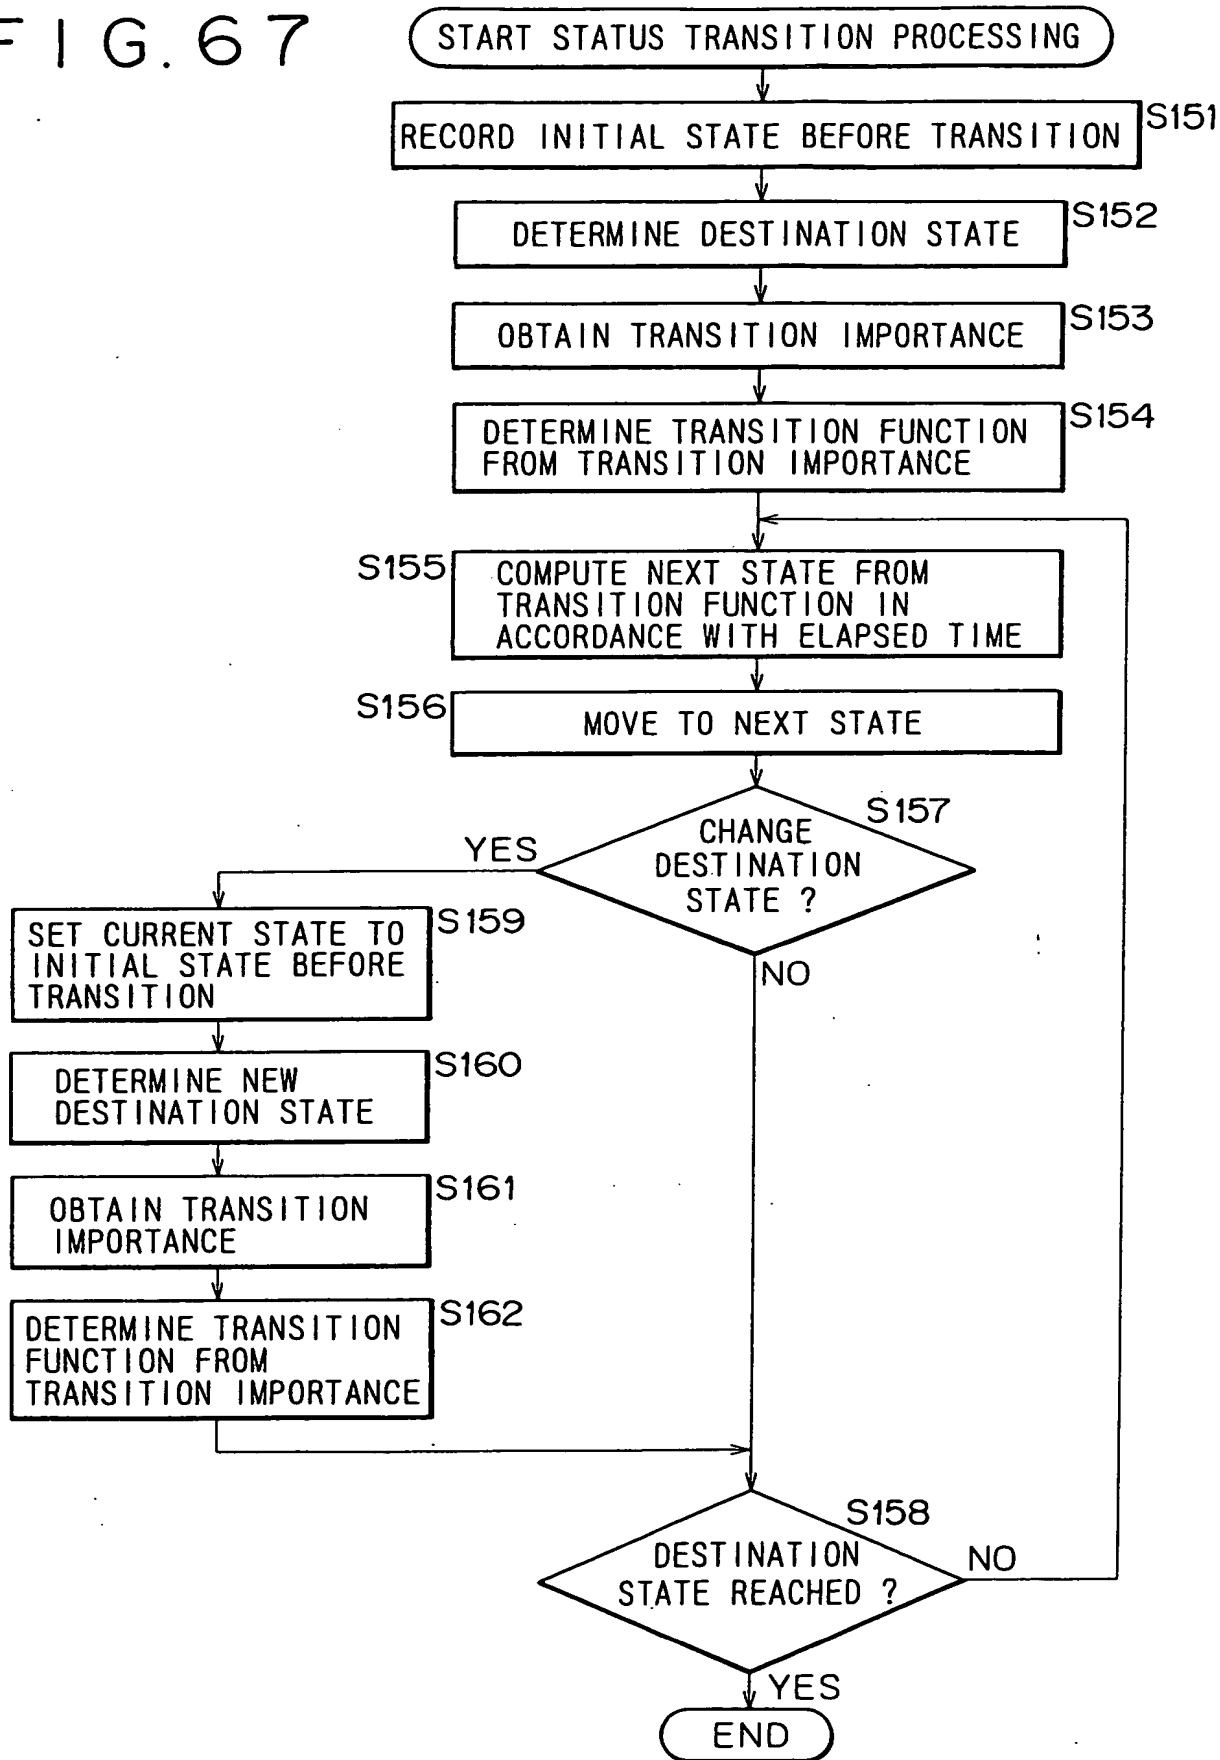 FIG. 67
START STATUS TRANSITION PROCESSING
RECORD INITIAL STATE BEFORE TRANSITION
S151
DETERMINE DESTINATION STATE
S152
OBTAIN TRANSITION IMPORTANCE
S153
DETERMINE TRANSITION FUNCTION
FROM TRANSITION IMPORTANCE
S154
S155
COMPUTE NEXT STATE FROM
TRANSITION FUNCTION IN
ACCORDANCE WITH ELAPSED TIME
S156
MOVE TO NEXT STATE
S157
CHANGE
DESTINATION
STATE ?
YES
NO
SET CURRENT STATE TO
INITIAL STATE BEFORE
TRANSITION
S159
DETERMINE NEW
DESTINATION STATE
S160
OBTAIN TRANSITION
IMPORTANCE
S161
DETERMINE TRANSITION
FUNCTION FROM
TRANSITION IMPORTANCE
S162
S158
DESTINATION
STATE REACHED ?
NO
YES
END